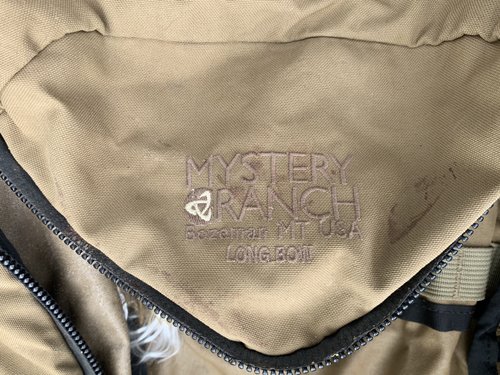 MYSTERY
RANCH
Bozeman MT USA
LONG BOW